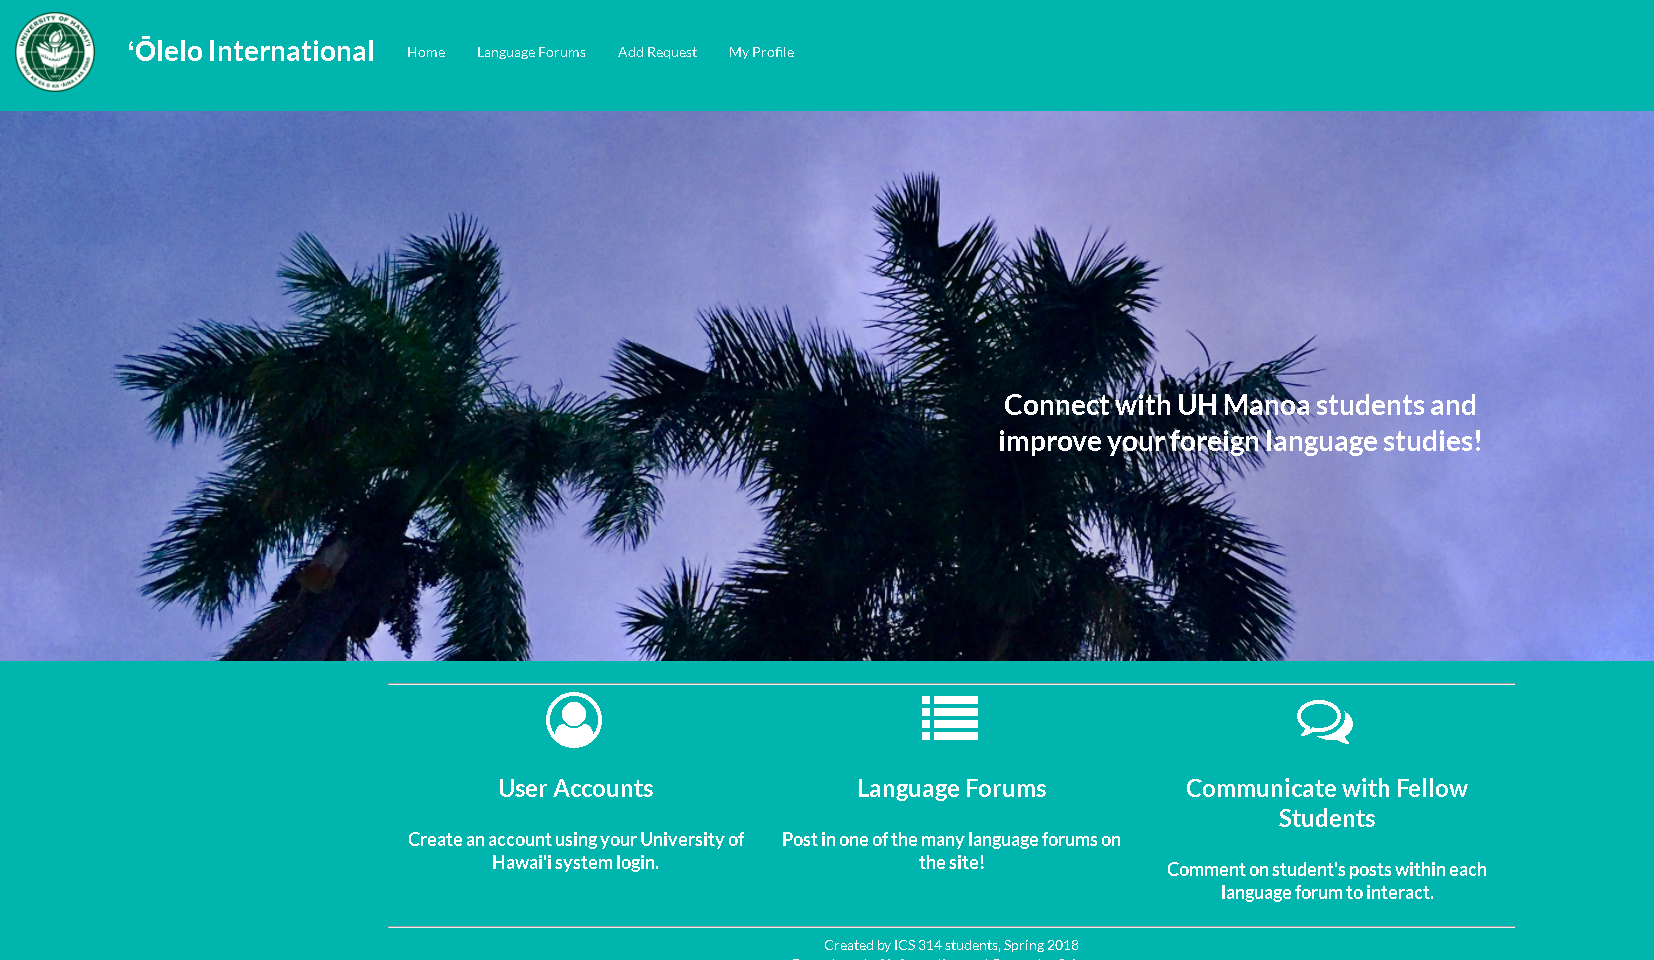 UNIVERSITY OF HAWAI'I
ʻŌlelo International
Home
Language Forums
Add Request
My Profile
Connect with UH Manoa students and
improve your foreign language studies!
User Accounts
Create an account using your University of
Hawai'i system login.
Language Forums
Post in one of the many language forums on
the site!
Communicate with Fellow
Students
Comment on student's posts within each
language forum to interact.
Created by ICS 314 students, Spring 2018